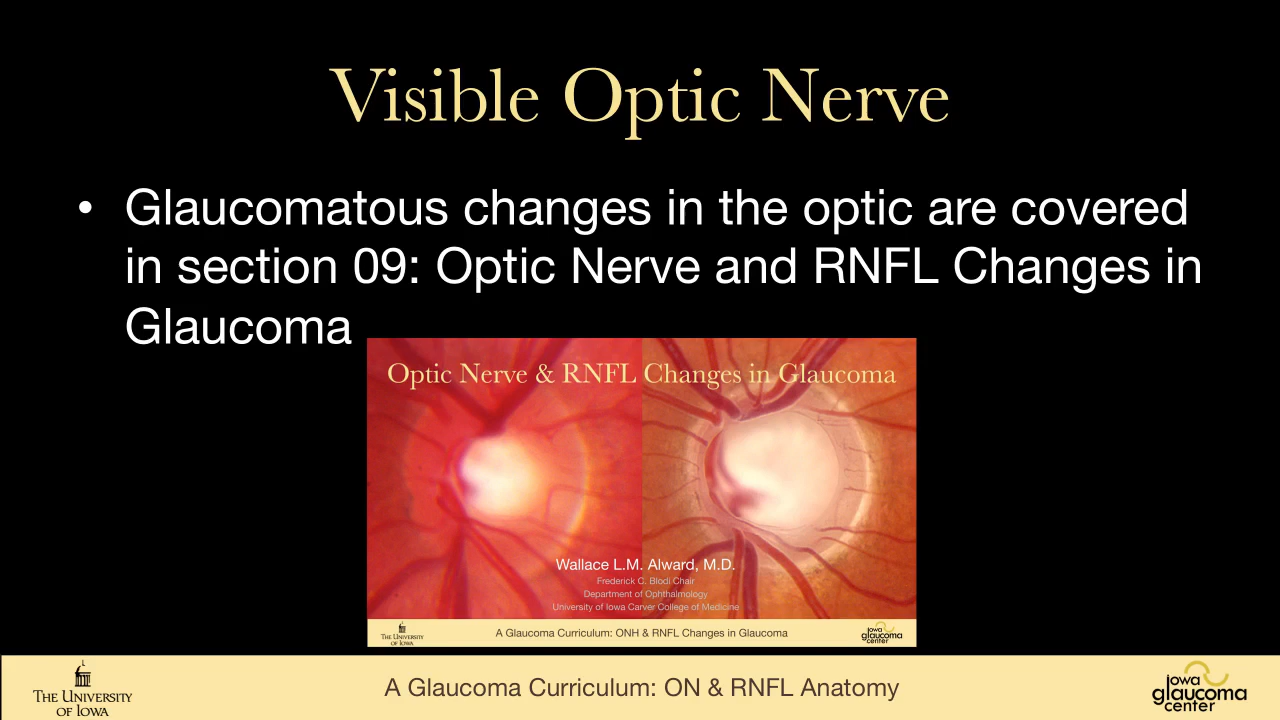 Visible Optic Nerve
• Glaucomatous changes in the optic are covered
in section 09: Optic Nerve and RNFL Changes in
Glaucoma
Optic Nerve & RNFL Changes in Glaucoma
Wallace L.M. Alward, M.D.
Frederick C. Blodi Chair
Department of Ophthalmology
University of Iowa Carver College of Medicine
THE UNIVERSITY
OF IOWA
A Glaucoma Curriculum: ONH & RNFL Changes in Glaucoma
Iowa
glaucoma
center
THE UNIVERSITY
OF IOWA
A Glaucoma Curriculum: ON & RNFL Anatomy
Iowa
glaucoma
center